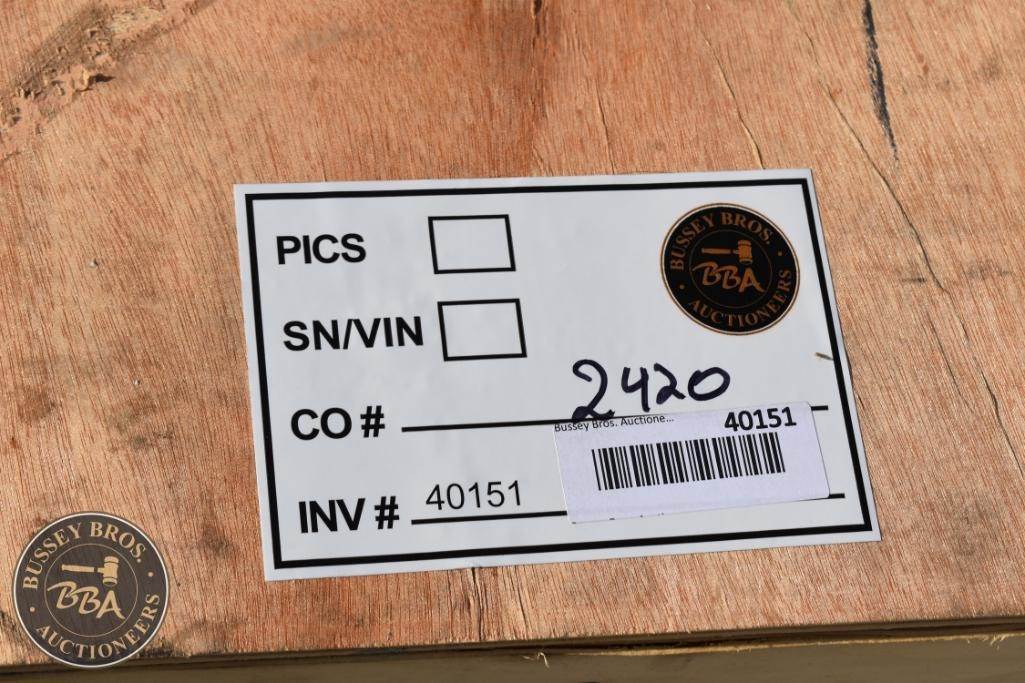 PICS
BUSSEY BROS.
BBA
AUCTIONEERS
SN/VIN
CO # 2420
Bussey Bros. Auctione... 40151
INV # 40151
BUSSEY BROS.
BBA
AUCTIONEERS